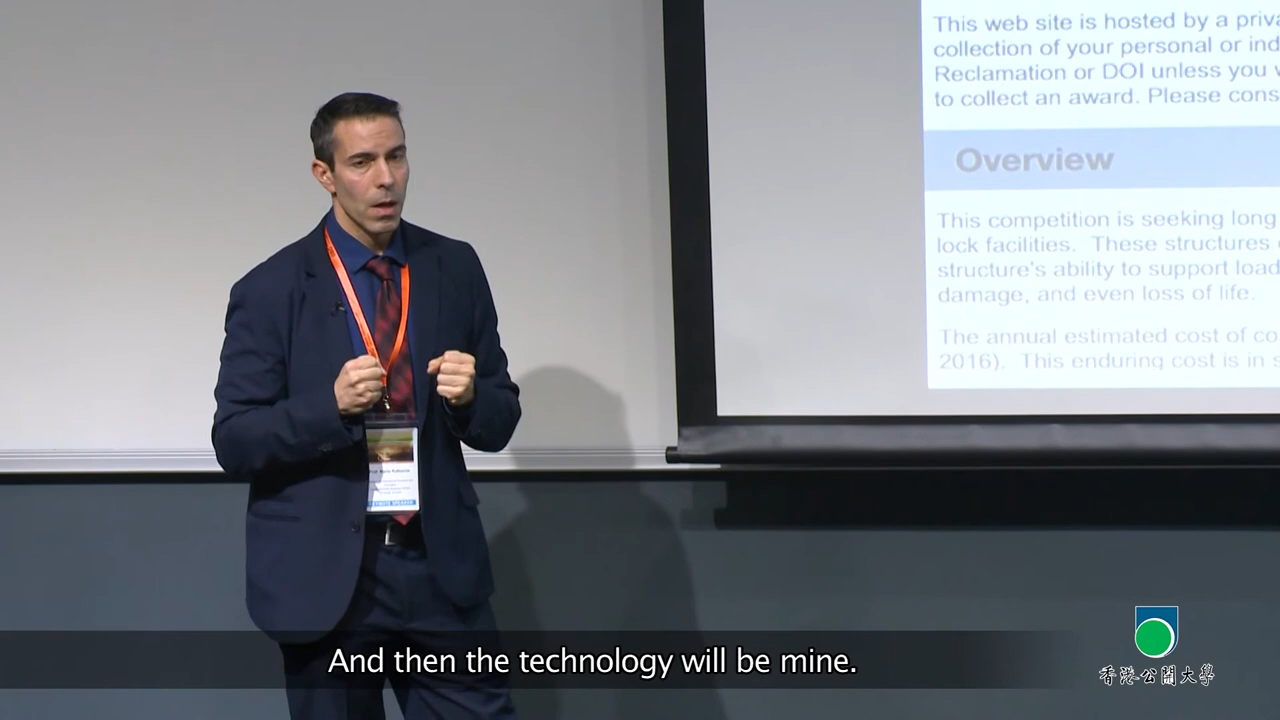 This web site is hosted by a priva
collection of your personal or ind
Reclamation or DOI unless you w
to collect an award. Please cons
Overview
This competition is seeking long
lock facilities. These structures
structure's ability to support load
damage, and even loss of life.
The annual estimated cost of co
2016). This enduring cost is in s
KEYNOTE SPEAKER
And then the technology will be mine.
香港公開大學